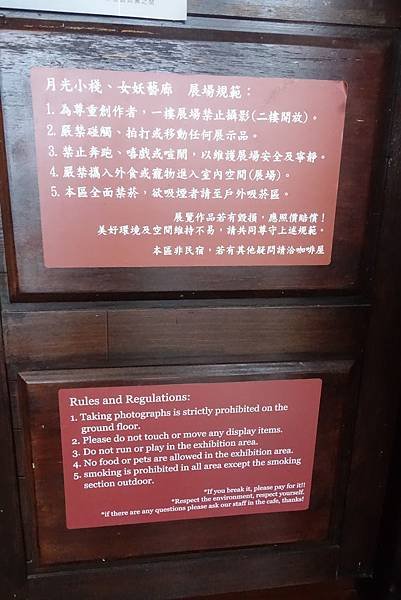 月光小棧、女妖藝廊　展場規範：
1. 為尊重創作者，一樓展場禁止攝影(二樓開放)。
2. 嚴禁碰觸、拍打或移動任何展示品。
3. 禁止奔跑、嘻戲或喧鬧，以維護展場安全及寧靜。
4. 嚴禁攜入外食或寵物進入室內空間(展場)。
5. 本區全面禁菸，欲吸煙者請至戶外吸菸區。
展覽作品若有毀損，應照價賠償！
美好環境及空間維持不易，請共同尊守上述規範。
本區非民宿，若有其他疑問請洽咖啡屋
Rules and Regulations:
1. Taking photographs is strictly prohibited on the
ground floor.
2. Please do not touch or move any display items.
3. Do not run or play in the exhibition area.
4. No food or pets are allowed in the exhibition area.
5. smoking is prohibited in all area except the smoking
section outdoor.
*If you break it, please pay for it!!
*Respect the environment, respect yourself.
*if there are any questions please ask our staff in the cafe, thanks!